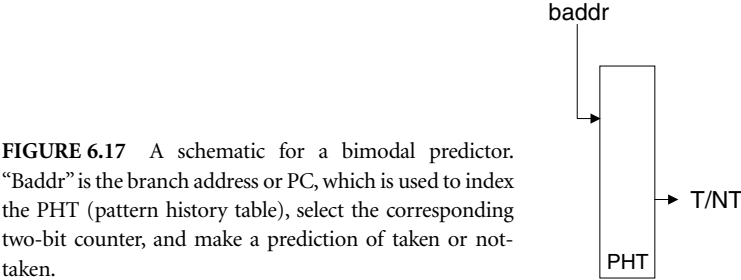 baddr
FIGURE 6.17 A schematic for a bimodal predictor.
“Baddr” is the branch address or PC, which is used to index
the PHT (pattern history table), select the corresponding
two-bit counter, and make a prediction of taken or not-
taken.
T/NT
PHT